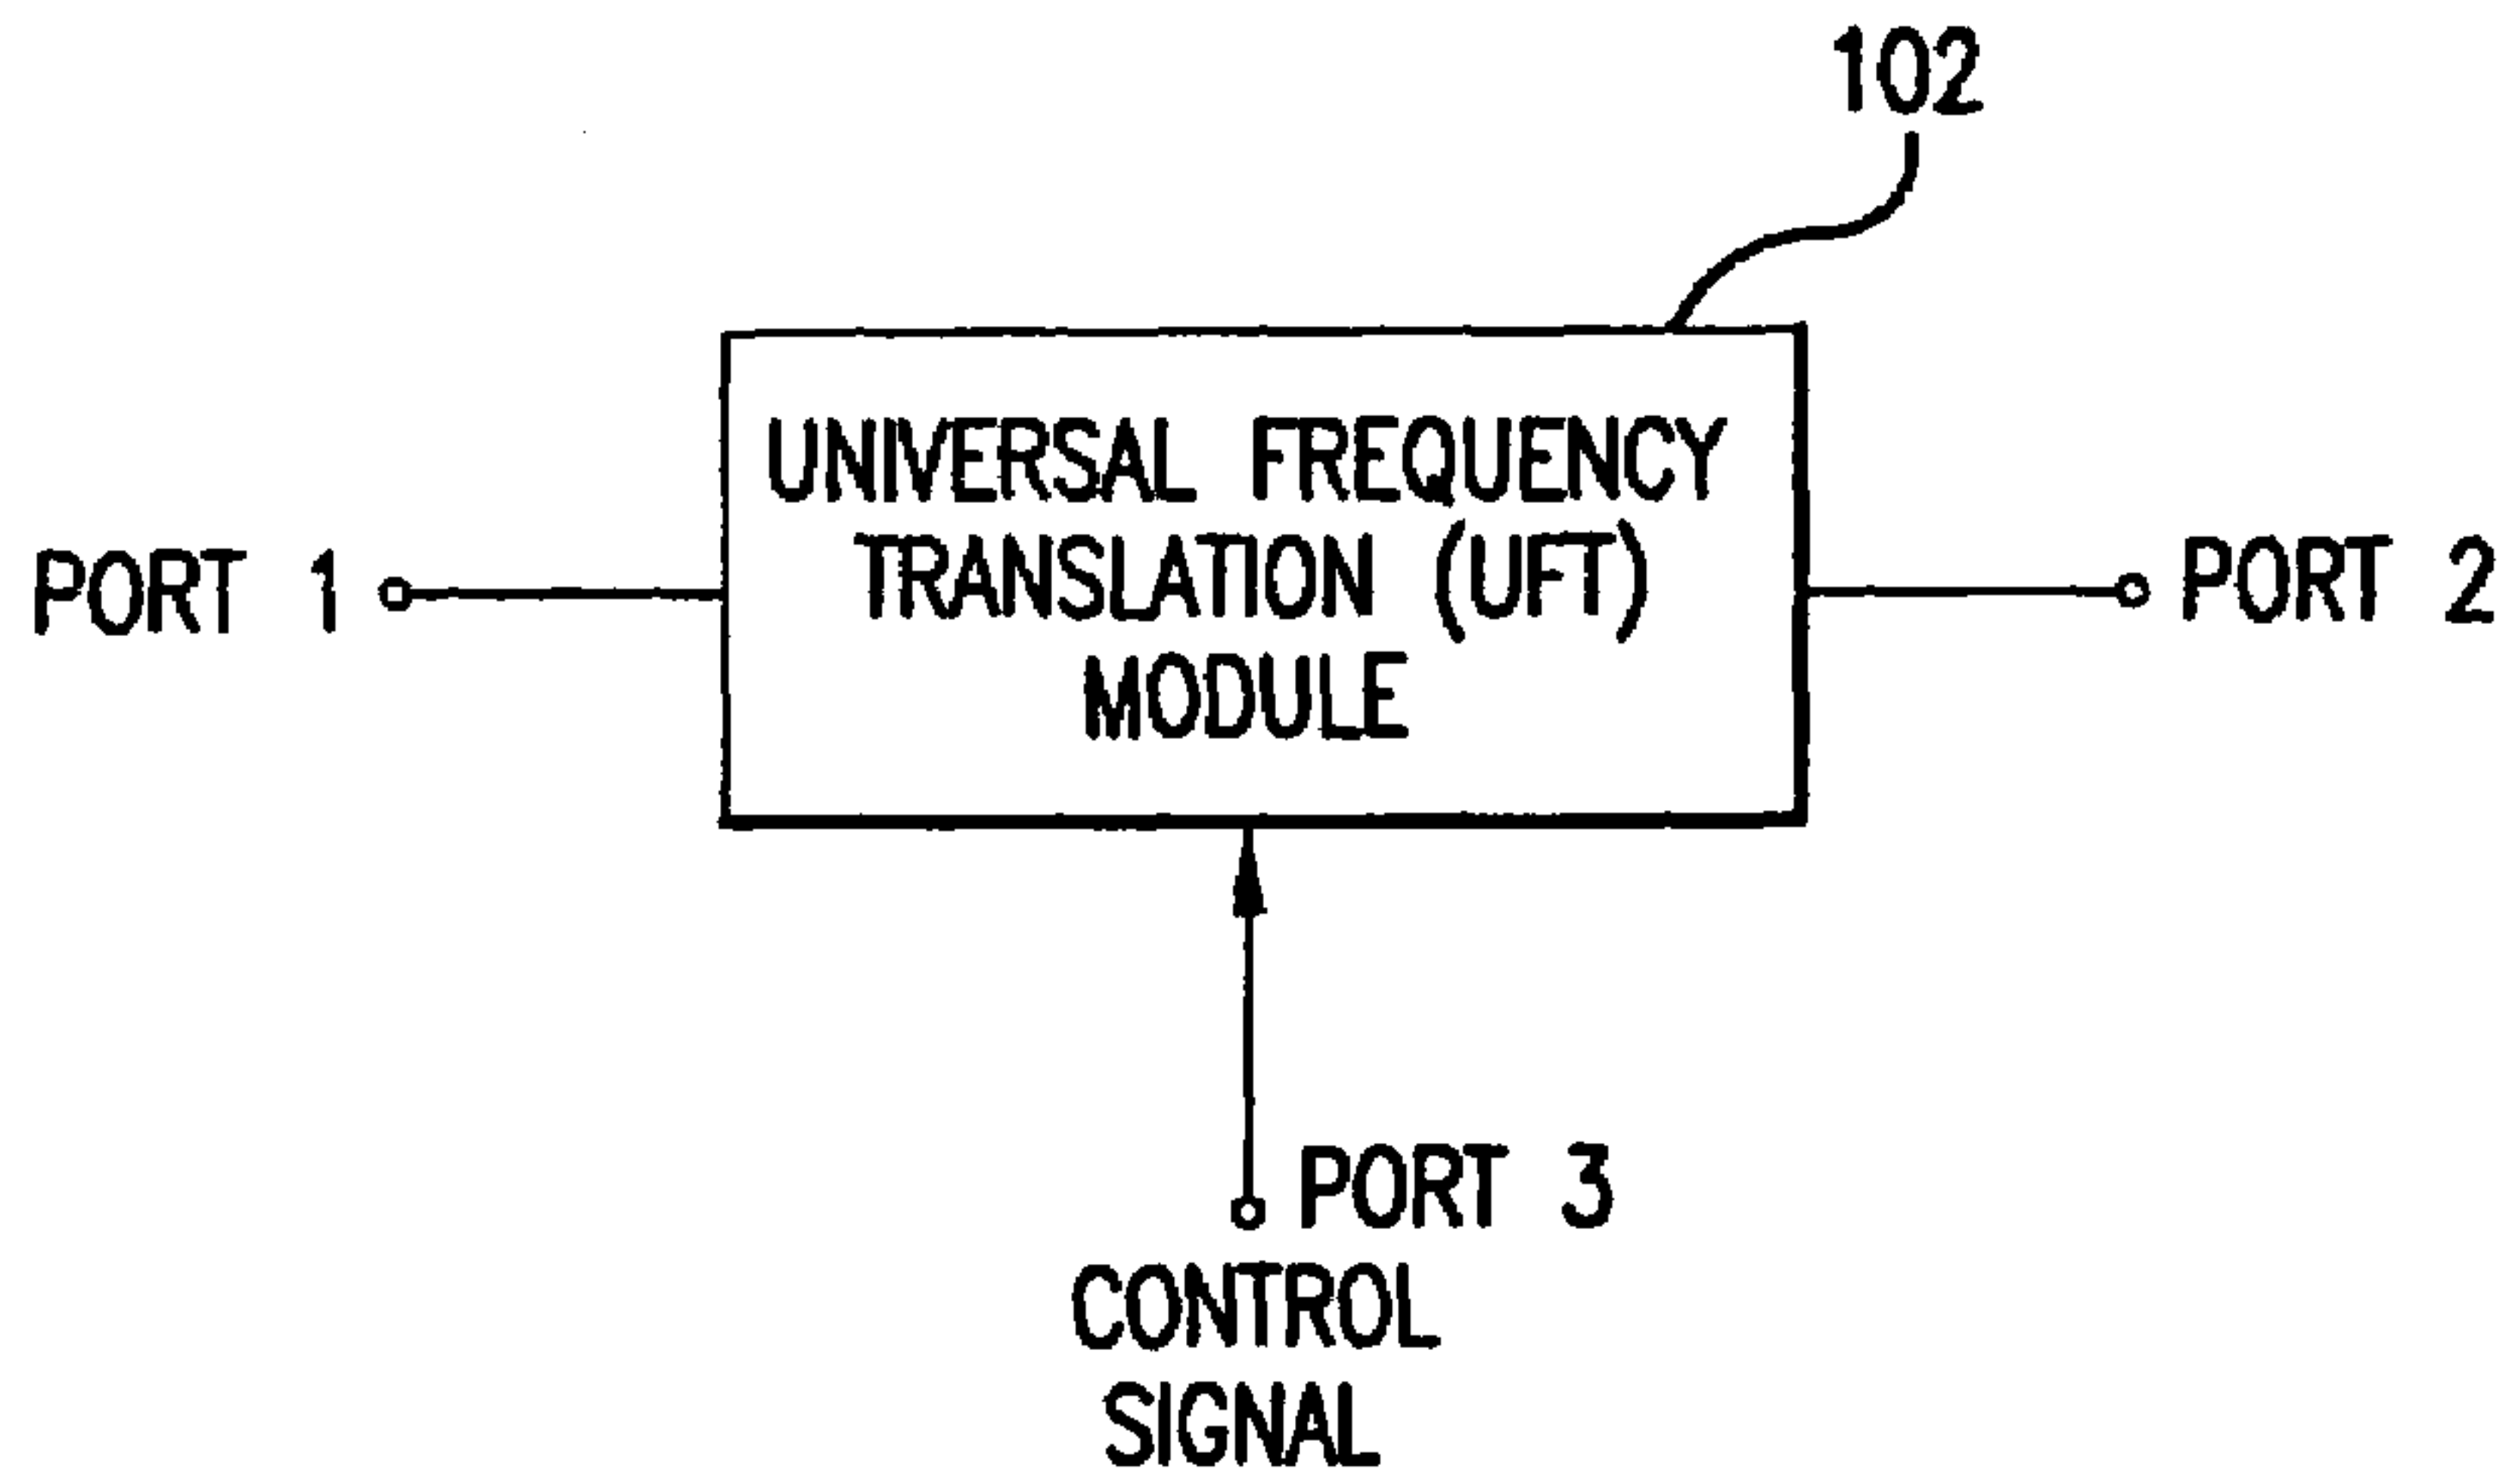 102
UNIVERSAL FREQUENCY
TRANSLATION (UFT)
MODULE
PORT 1
PORT 2
PORT 3
CONTROL
SIGNAL